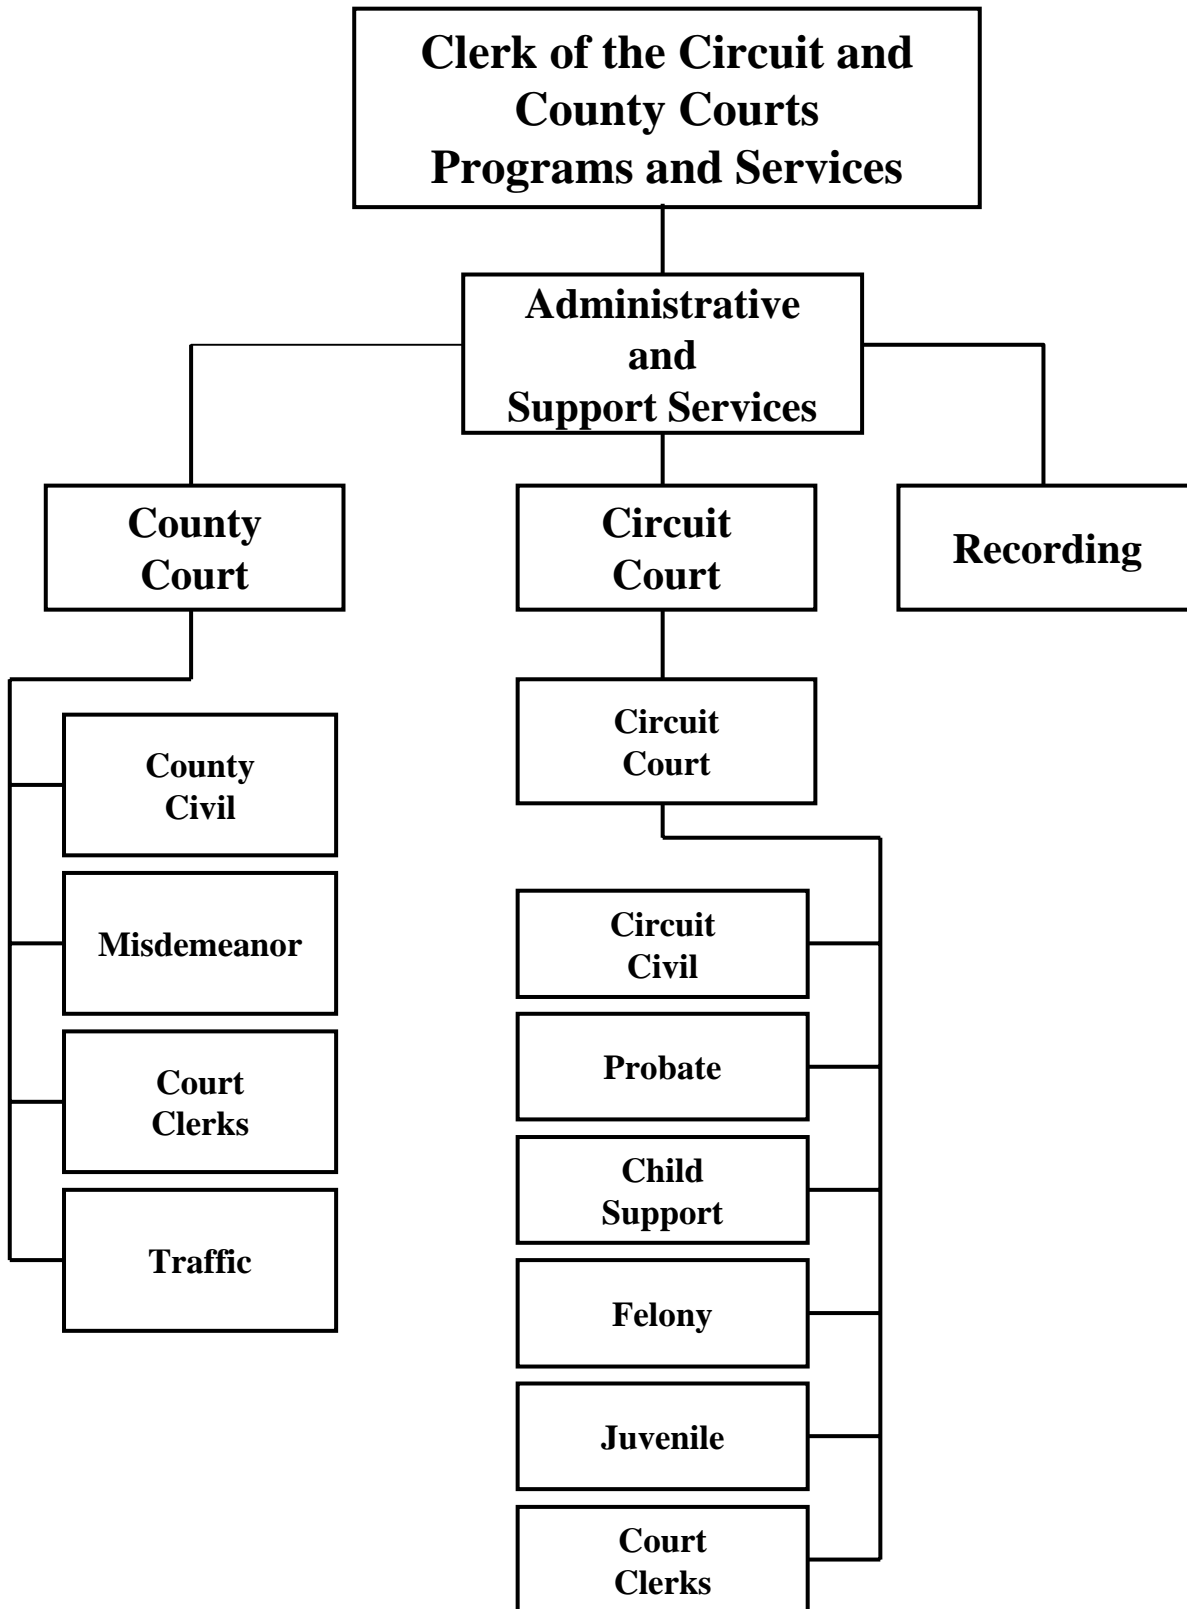 Clerk of the Circuit and
County Courts
Programs and Services
Administrative
and
Support Services
County
Court
Circuit
Court
Recording
Circuit
Court
County
Civil
Misdemeanor
Court
Clerks
Traffic
Circuit
Civil
Probate
Child
Support
Felony
Juvenile
Court
Clerks